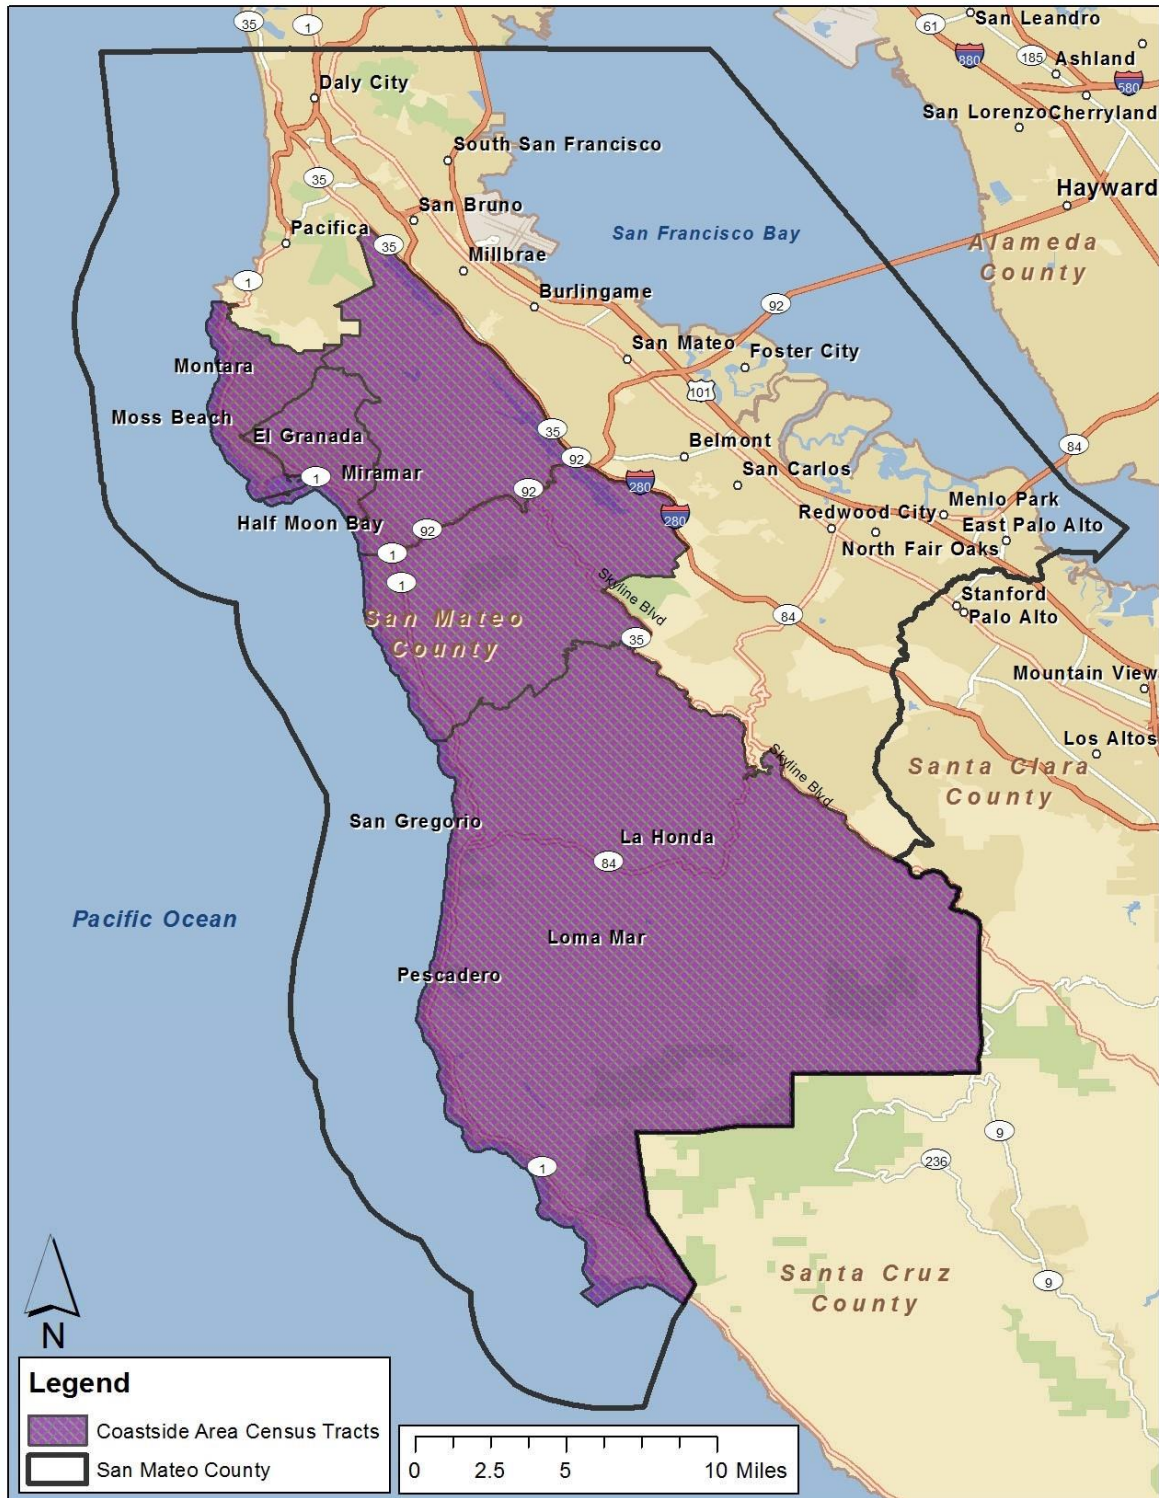 35
1
61
San Leandro
880
185
Ashland
580
Daly City
San Lorenzo
Cherryland
South San Francisco
35
Hayward
San Bruno
Pacifica
35
San Francisco Bay
Alameda
County
Millbrae
1
Burlingame
92
San Mateo
Foster City
Montara
101
Moss Beach
El Granada
35
Belmont
84
92
San Carlos
Miramar
1
92
280
Menlo Park
Half Moon Bay
92
280
Redwood City
East Palo Alto
North Fair Oaks
1
1
Skyline Blvd
Stanford
San Mateo
County
84
Palo Alto
35
Mountain View
Los Altos
Skyline Blvd
Santa Clara
County
San Gregorio
La Honda
84
Pacific Ocean
Loma Mar
Pescadero
9
1
236
Santa Cruz
County
9
N
Legend
Coastside Area Census Tracts
San Mateo County
0 2.5 5 10 Miles